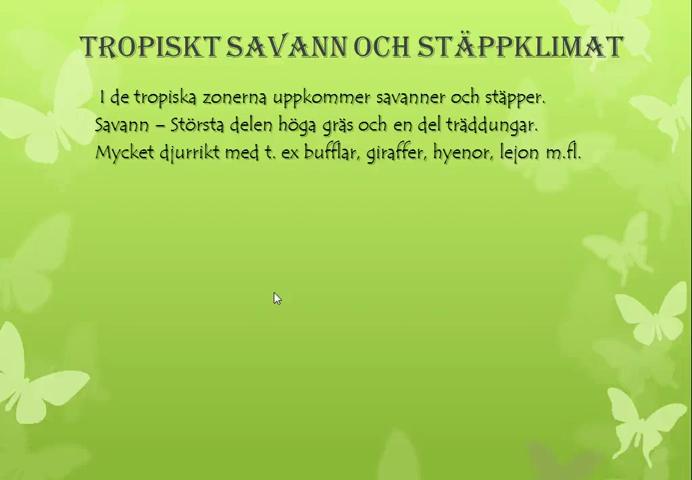 TROPISKT SAVANN OCH STÄPPKLIMAT
I de tropiska zonerna uppkommer savanner och stäpper.
Savann – Största delen höga gräs och en del träddungar.
Mycket djurrikt med t. ex bufflar, giraffer, hyenor, lejon m.fl.